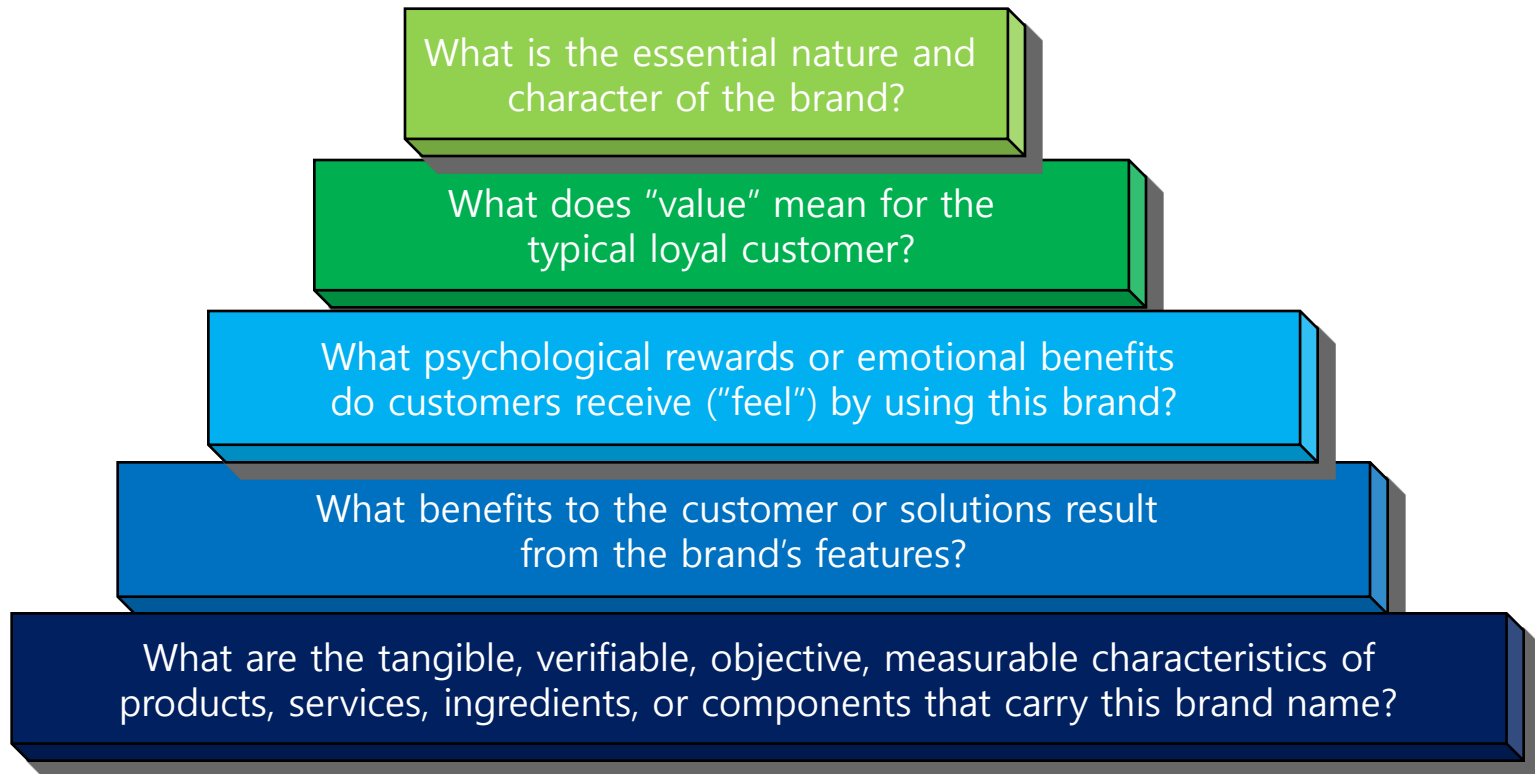 What is the essential nature and
character of the brand?
What does “value” mean for the
typical loyal customer?
What psychological rewards or emotional benefits
do customers receive (“feel”) by using this brand?
What benefits to the customer or solutions result
from the brand’s features?
What are the tangible, verifiable, objective, measurable characteristics of
products, services, ingredients, or components that carry this brand name?